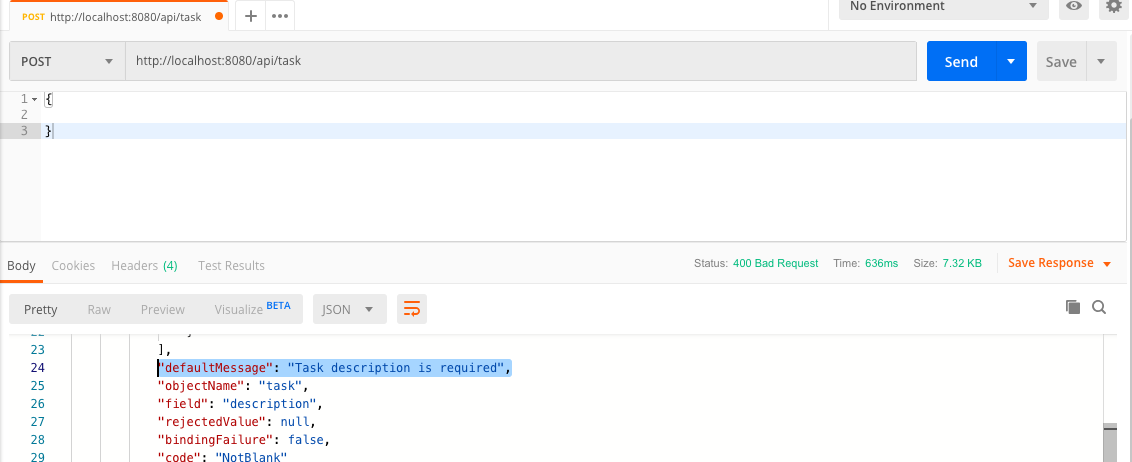 POST http://localhost:8080/api/task
No Environment
POST http://localhost:8080/api/task Send Save
1 {
2
3 }
Body Cookies Headers (4) Test Results Status: 400 Bad Request Time: 636ms Size: 7.32 KB Save Response
Pretty Raw Preview Visualize BETA JSON
22
23 ],
24 "defaultMessage": "Task description is required",
25 "objectName": "task",
26 "field": "description",
27 "rejectedValue": null,
28 "bindingFailure": false,
29 "code": "NotBlank"